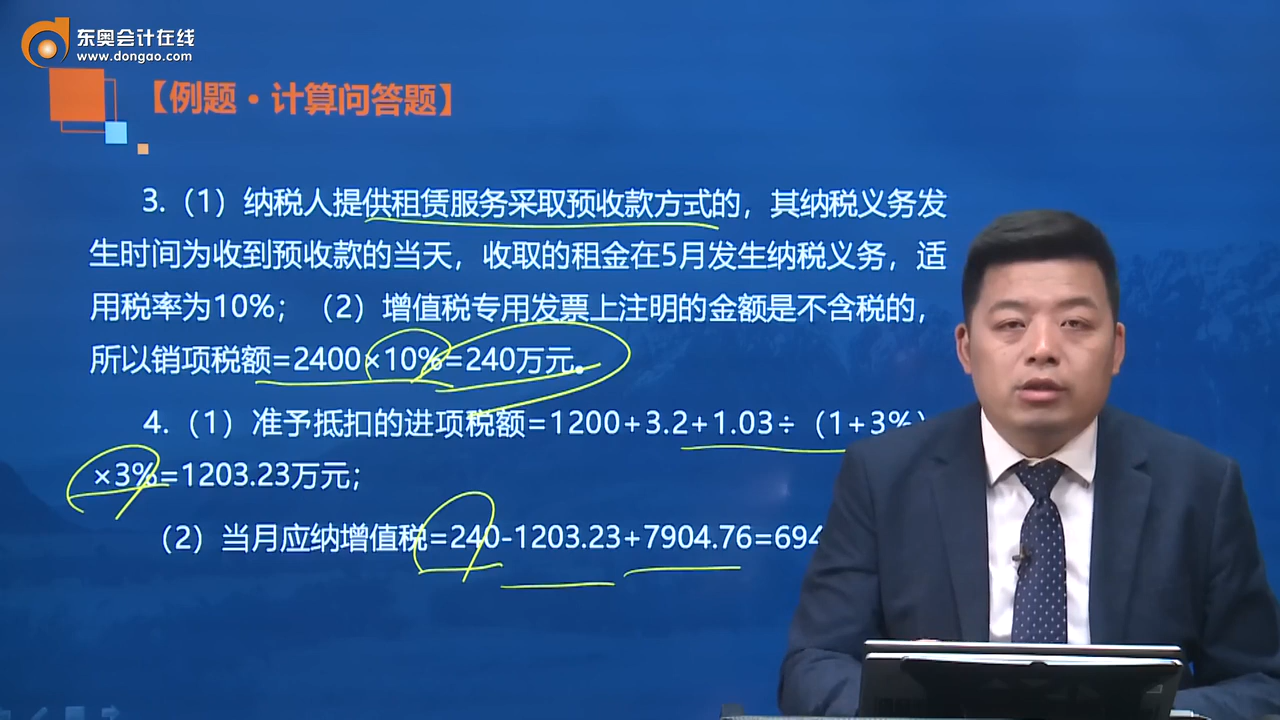 东奥会计在线
www.dongao.com
【例题·计算问答题】
3.（1）纳税人提供租赁服务采取预收款方式的，其纳税义务发
生时间为收到预收款的当天，收取的租金在5月发生纳税义务，适
用税率为10%；（2）增值税专用发票上注明的金额是不含税的，
所以销项税额=2400×10%=240万元。
4.（1）准予抵扣的进项税额=1200+3.2+1.03÷（1+3%）
×3%=1203.23万元；
（2）当月应纳增值税=240-1203.23+7904.76=694